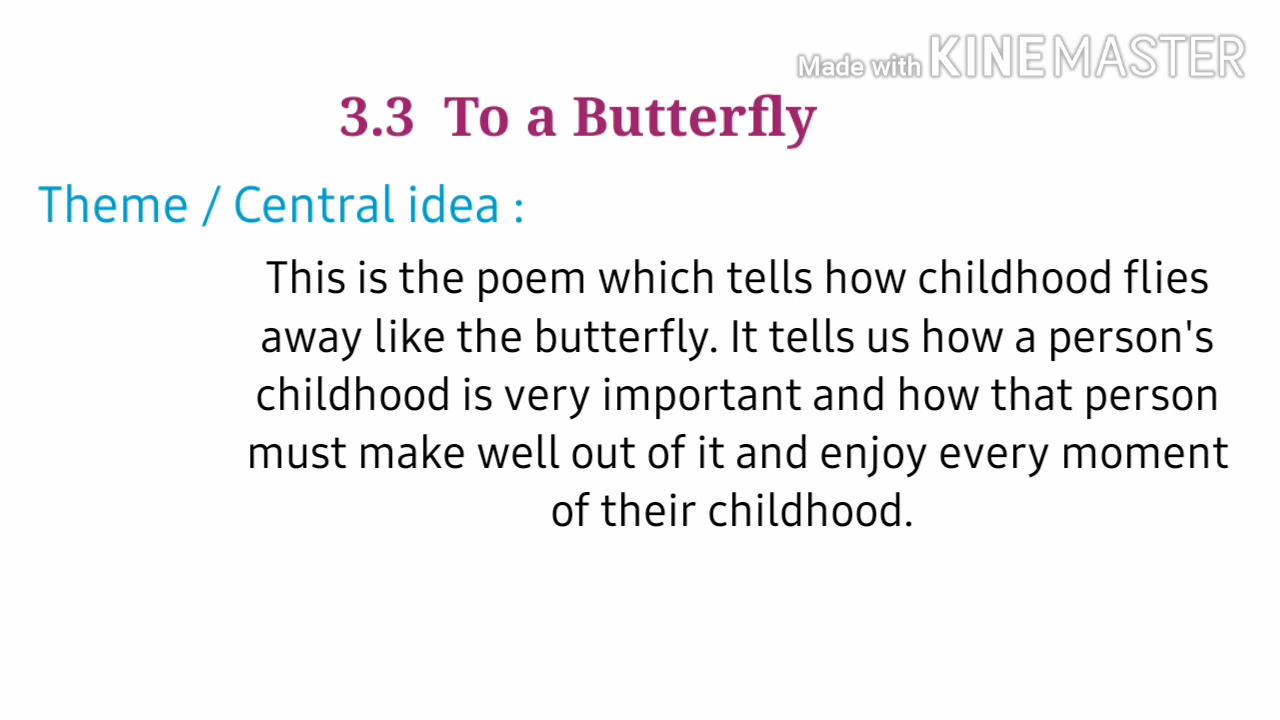 Made with KINEMASTER
3.3 To a Butterfly
Theme / Central idea :
This is the poem which tells how childhood flies
away like the butterfly. It tells us how a person's
childhood is very important and how that person
must make well out of it and enjoy every moment
of their childhood.